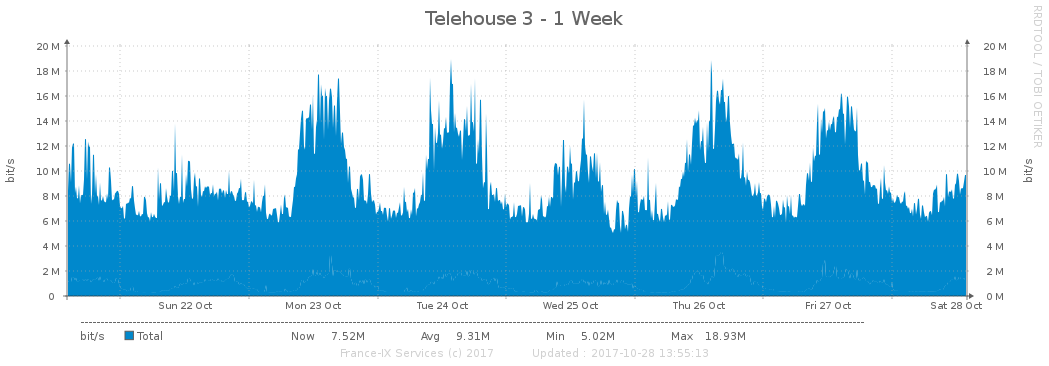 Telehouse 3 - 1 Week
RRDTOOL / TOBI OETIKER
bit/s
20 M 20 M
18 M 18 M
16 M 16 M
14 M 14 M
12 M 12 M
10 M 10 M
8 M 8 M
6 M 6 M
4 M 4 M
2 M 2 M
0 0 M
bit/s
Sun 22 Oct Mon 23 Oct Tue 24 Oct Wed 25 Oct Thu 26 Oct Fri 27 Oct Sat 28 Oct
bit/s Total Now 7.52M Avg 9.31M Min 5.02M Max 18.93M
France-IX Services (c) 2017 Updated : 2017-10-28 13:55:13